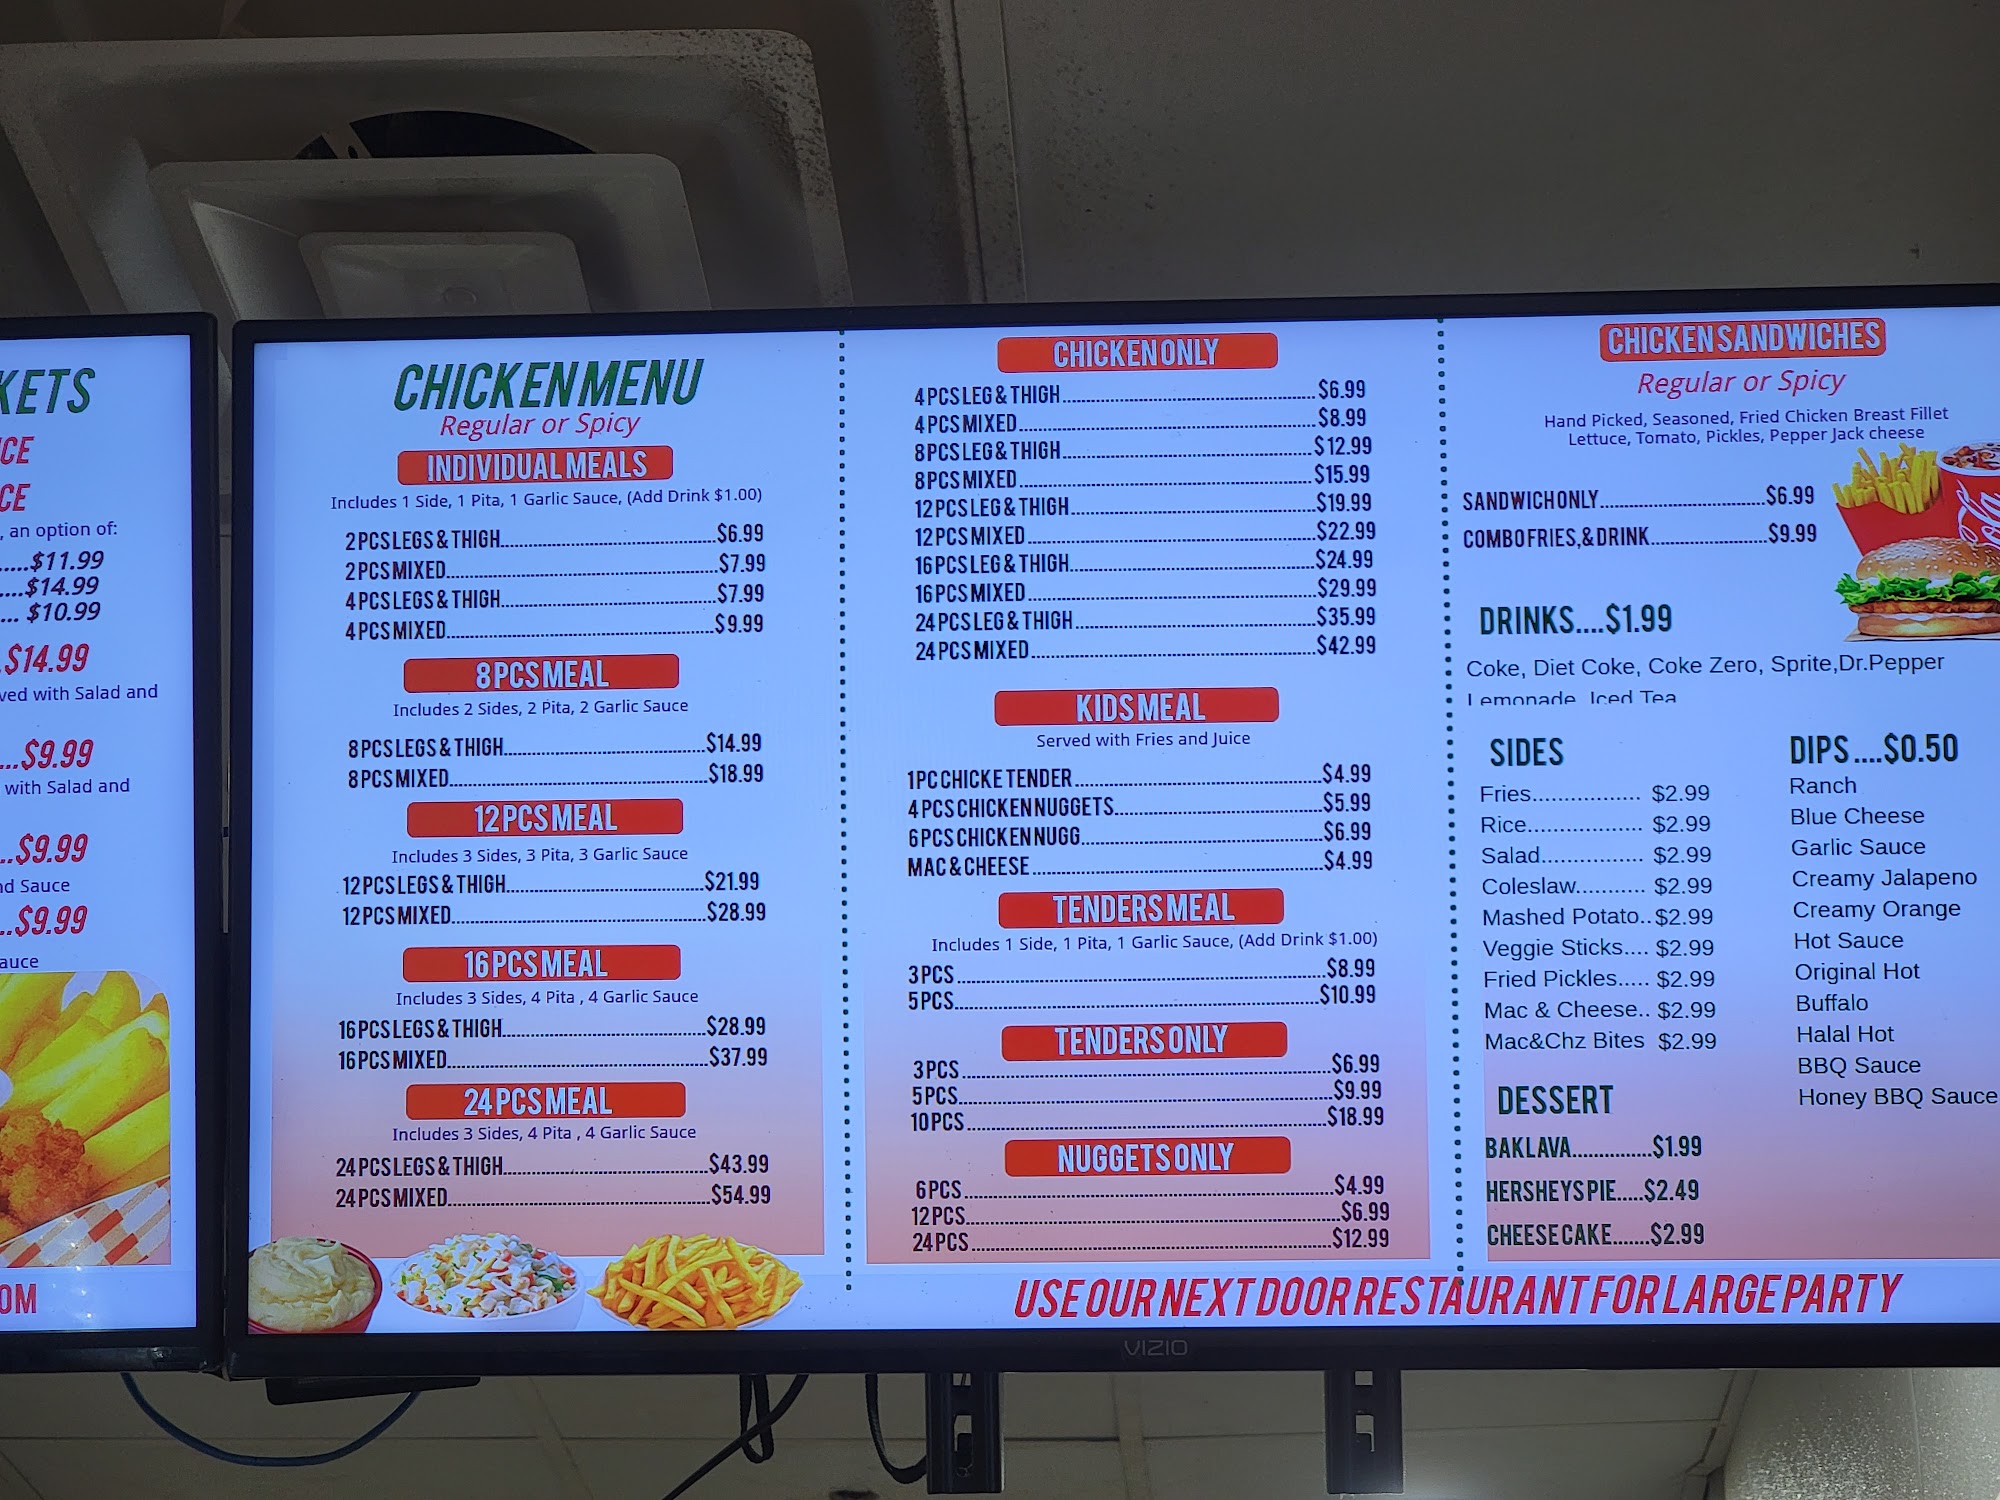 KETS
CE
CE
, an option of:
.....$11.99
....$14.99
... $10.99
.$14.99
ved with Salad and
...$9.99
with Salad and
..$9.99
nd Sauce
..$9.99
auce
OM
CHICKEN MENU
Regular or Spicy
INDIVIDUAL MEALS
Includes 1 Side, 1 Pita, 1 Garlic Sauce, (Add Drink $1.00)
2 PCS LEGS & THIGH.....$6.99
2 PCS MIXED.....$7.99
4 PCS LEGS & THIGH.....$7.99
4 PCS MIXED.....$9.99
8 PCS MEAL
Includes 2 Sides, 2 Pita, 2 Garlic Sauce
8 PCS LEGS & THIGH.....$14.99
8 PCS MIXED.....$18.99
12 PCS MEAL
Includes 3 Sides, 3 Pita, 3 Garlic Sauce
12 PCS LEGS & THIGH.....$21.99
12 PCS MIXED.....$28.99
16 PCS MEAL
Includes 3 Sides, 4 Pita , 4 Garlic Sauce
16 PCS LEGS & THIGH.....$28.99
16 PCS MIXED.....$37.99
24 PCS MEAL
Includes 3 Sides, 4 Pita , 4 Garlic Sauce
24 PCS LEGS & THIGH.....$43.99
24 PCS MIXED.....$54.99
CHICKEN ONLY
4 PCS LEG & THIGH.....$6.99
4 PCS MIXED.....$8.99
8 PCS LEG & THIGH.....$12.99
8 PCS MIXED.....$15.99
12 PCS LEG & THIGH.....$19.99
12 PCS MIXED.....$22.99
16 PCS LEG & THIGH.....$24.99
16 PCS MIXED.....$29.99
24 PCS LEG & THIGH.....$35.99
24 PCS MIXED.....$42.99
KIDS MEAL
Served with Fries and Juice
1 PC CHICKE TENDER.....$4.99
4 PCS CHICKEN NUGGETS.....$5.99
6 PCS CHICKEN NUGG.....$6.99
MAC & CHEESE.....$4.99
TENDERS MEAL
Includes 1 Side, 1 Pita, 1 Garlic Sauce, (Add Drink $1.00)
3 PCS.....$8.99
5 PCS.....$10.99
TENDERS ONLY
3 PCS.....$6.99
5 PCS.....$9.99
10 PCS.....$18.99
NUGGETS ONLY
6 PCS.....$4.99
12 PCS.....$6.99
24 PCS.....$12.99
CHICKEN SANDWICHES
Regular or Spicy
Hand Picked, Seasoned, Fried Chicken Breast Fillet
Lettuce, Tomato, Pickles, Pepper Jack cheese
SANDWICH ONLY.....$6.99
COMBO FRIES, & DRINK.....$9.99
DRINKS....$1.99
Coke, Diet Coke, Coke Zero, Sprite,Dr.Pepper
Lemonade, Iced Tea
SIDES
Fries.................. $2.99
Rice................... $2.99
Salad................. $2.99
Coleslaw........... $2.99
Mashed Potato..$2.99
Veggie Sticks.... $2.99
Fried Pickles..... $2.99
Mac & Cheese.. $2.99
Mac&Chz Bites $2.99
DIPS....$0.50
Ranch
Blue Cheese
Garlic Sauce
Creamy Jalapeno
Creamy Orange
Hot Sauce
Original Hot
Buffalo
Halal Hot
BBQ Sauce
Honey BBQ Sauce
DESSERT
BAKLAVA..............$1.99
HERSHEYS PIE.....$2.49
CHEESE CAKE.......$2.99
USE OUR NEXT DOOR RESTAURANT FOR LARGE PARTY
VIZIO